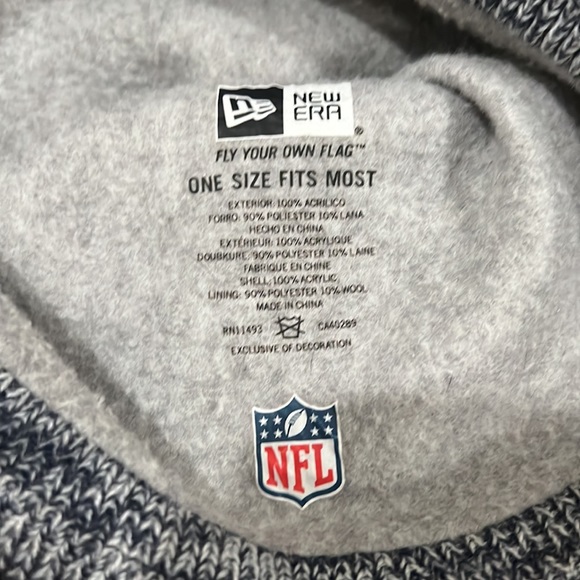 NEW
ERA
®
FLY YOUR OWN FLAG™
ONE SIZE FITS MOST
EXTERIOR: 100% ACRILICO
FORRO: 90% POLIESTER 10% LANA
HECHO EN CHINA
EXTÉRIEUR: 100% ACRYLIQUE
DOUBLURE: 90% POLYESTER 10% LAINE
FABRIQUE EN CHINE
SHELL: 100% ACRYLIC
LINING: 90% POLYESTER 10% WOOL
MADE IN CHINA
RN11493 CA40289
EXCLUSIVE OF DECORATION
NFL